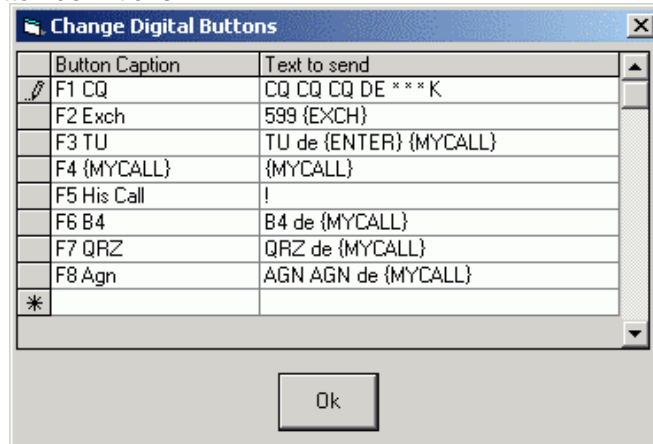 Change Digital Buttons
Button Caption Text to send
F1 CQ CQ CQ CQ DE * * * K
F2 Exch 599 {EXCH}
F3 TU TU de {ENTER} {MYCALL}
F4 {MYCALL} {MYCALL}
F5 His Call !
F6 B4 B4 de {MYCALL}
F7 QRZ QRZ de {MYCALL}
F8 Agn AGN AGN de {MYCALL}
Ok